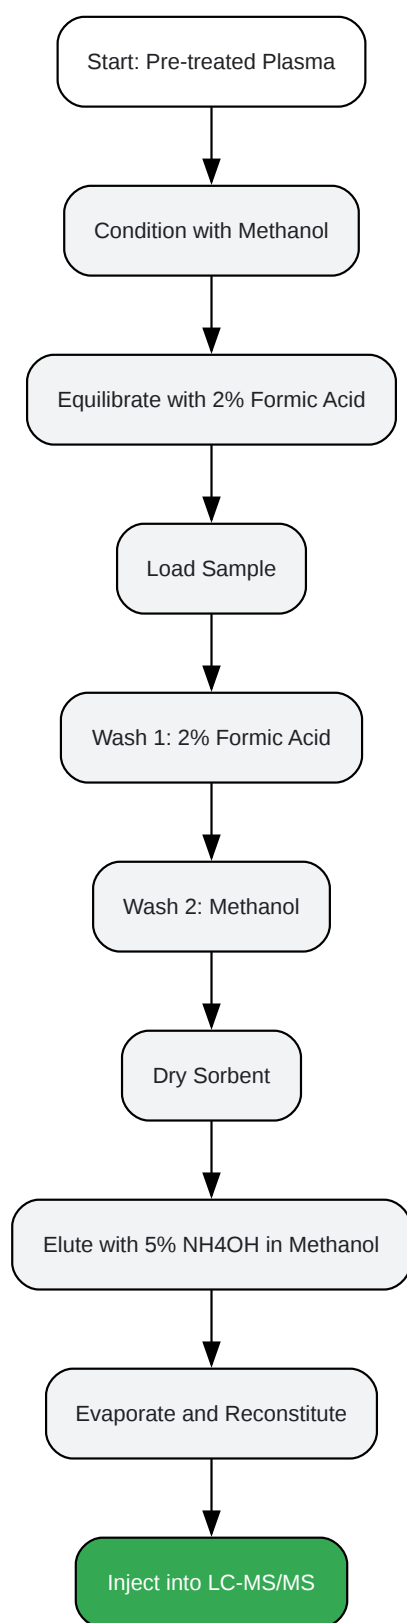 Start: Pre-treated Plasma
Condition with Methanol
Equilibrate with 2% Formic Acid
Load Sample
Wash 1: 2% Formic Acid
Wash 2: Methanol
Dry Sorbent
Elute with 5% NH4OH in Methanol
Evaporate and Reconstitute
Inject into LC-MS/MS